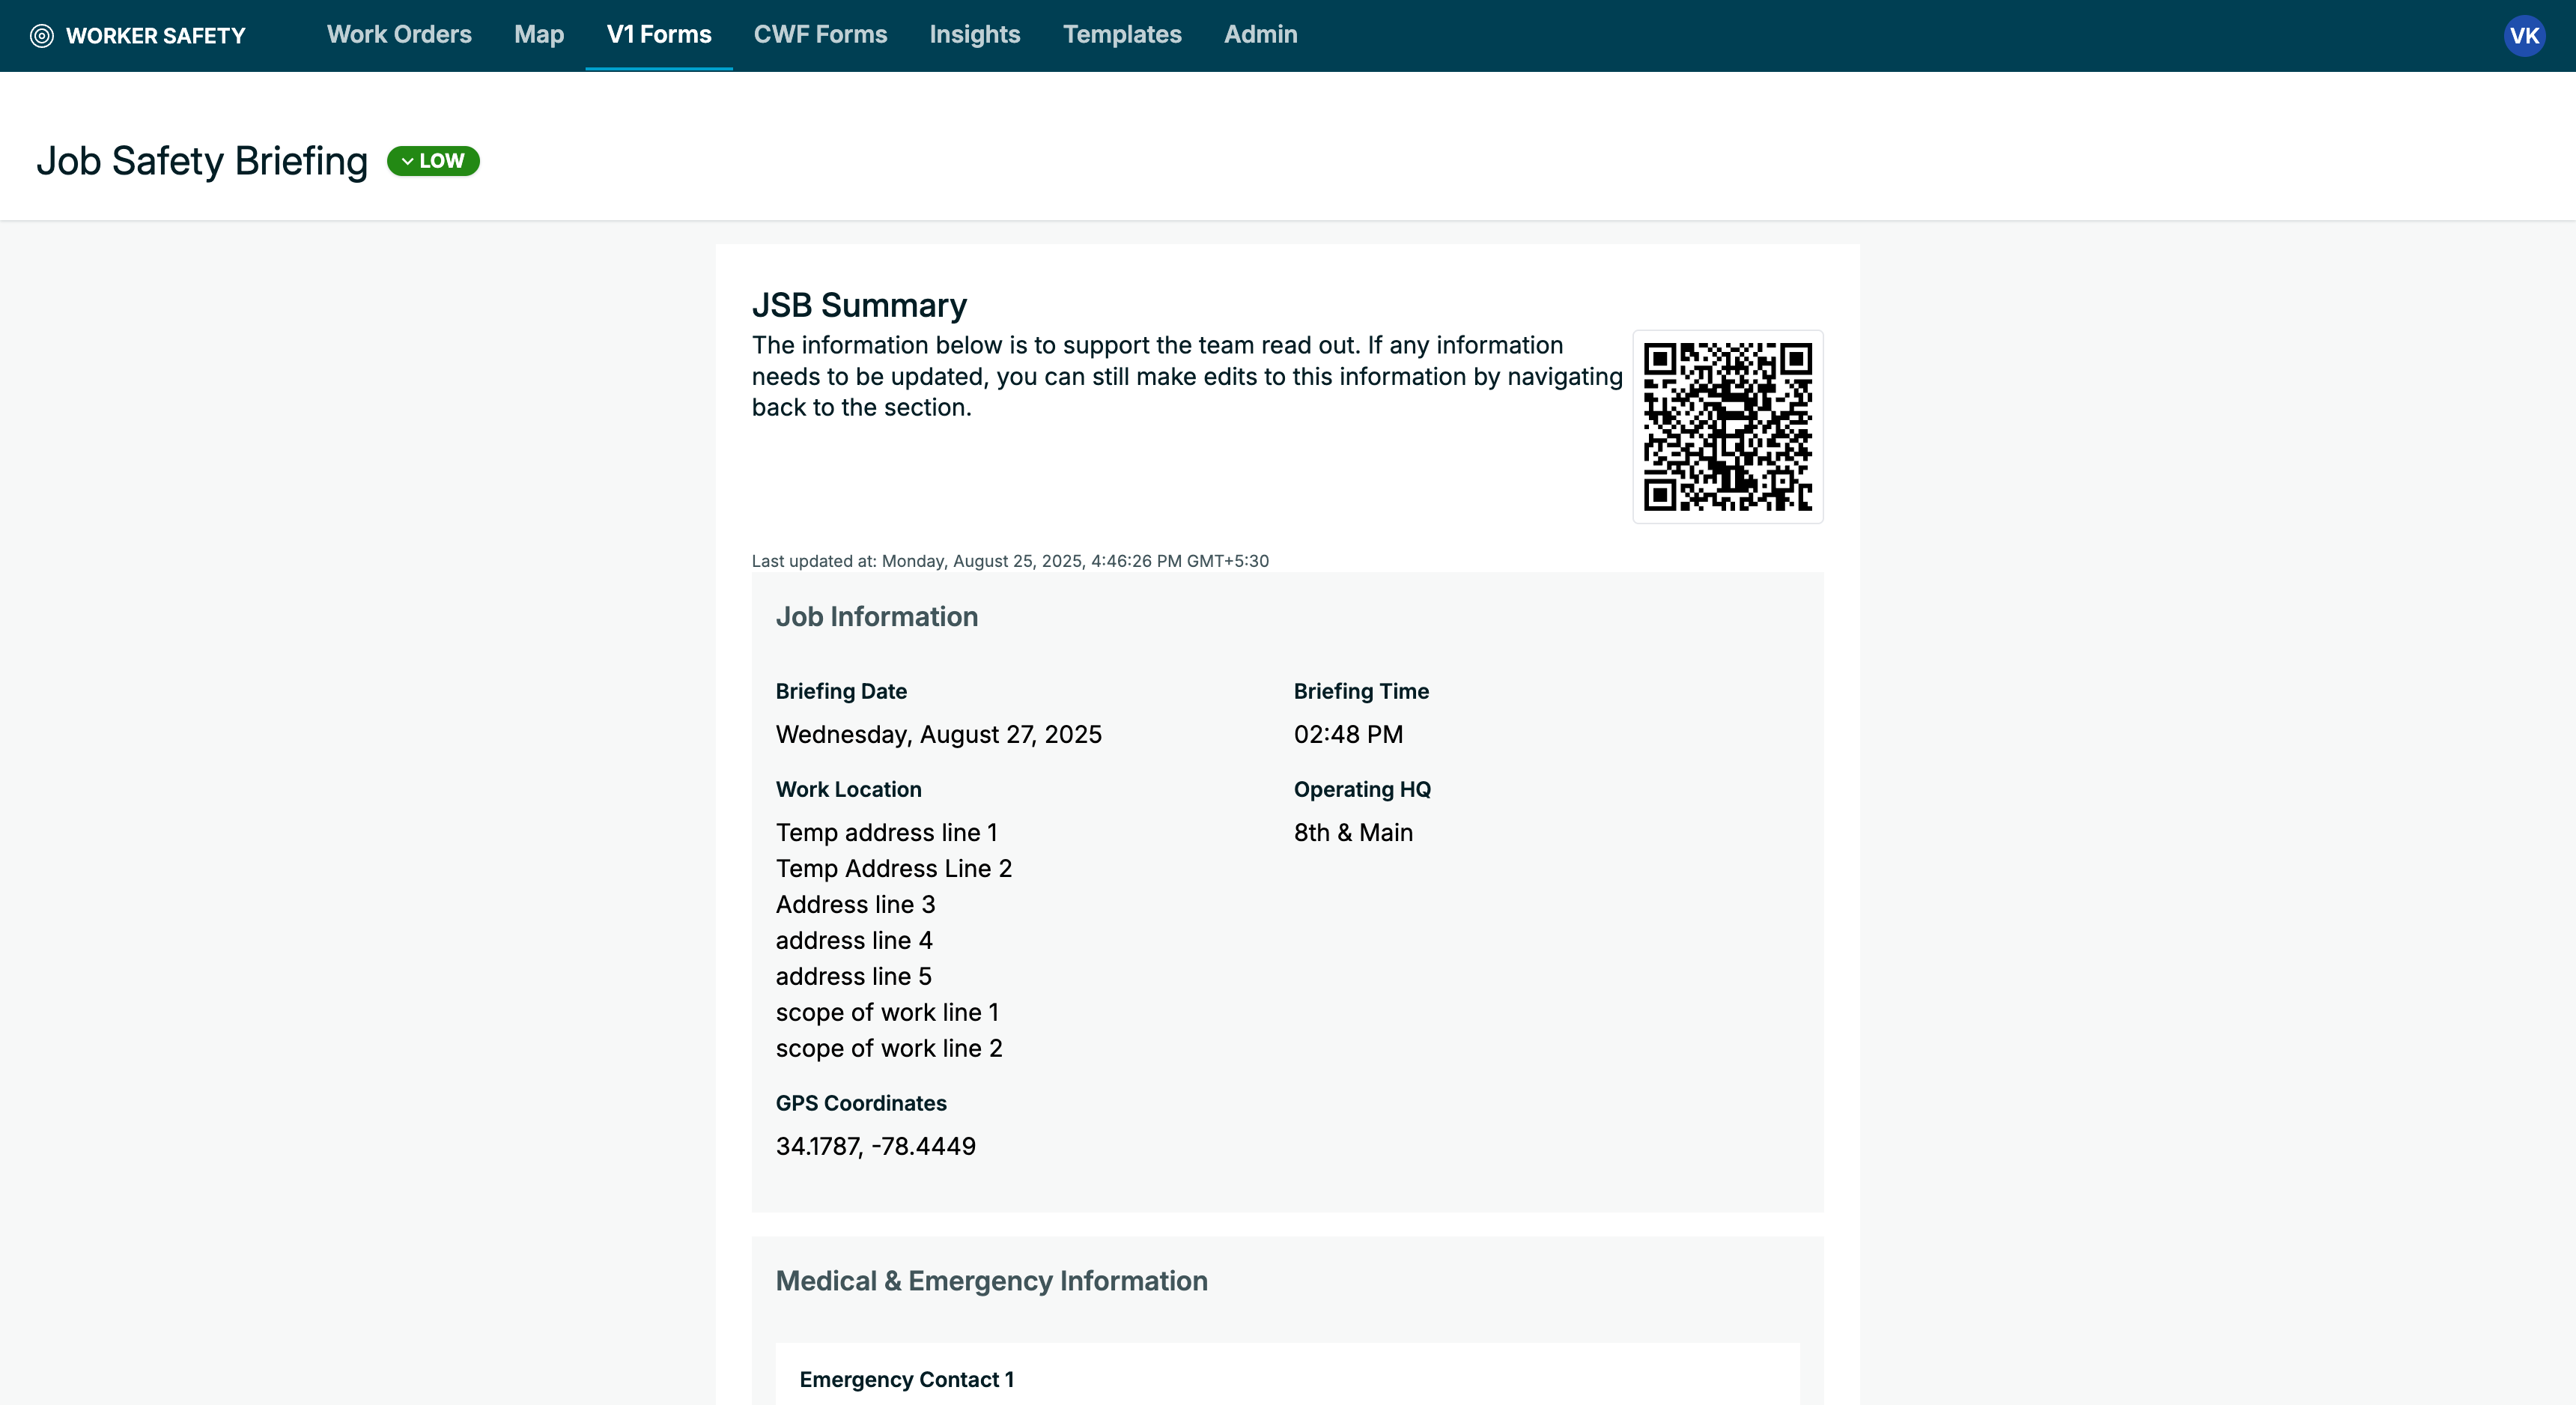 WORKER SAFETY
Work Orders
Map
V1 Forms
CWF Forms
Insights
Templates
Admin
VK
Job Safety Briefing
LOW
JSB Summary
The information below is to support the team read out. If any information
needs to be updated, you can still make edits to this information by navigating
back to the section.
Last updated at: Monday, August 25, 2025, 4:46:26 PM GMT+5:30
Job Information
Briefing Date
Briefing Time
Wednesday, August 27, 2025
02:48 PM
Work Location
Operating HQ
Temp address line 1
8th & Main
Temp Address Line 2
Address line 3
address line 4
address line 5
scope of work line 1
scope of work line 2
GPS Coordinates
34.1787, -78.4449
Medical & Emergency Information
Emergency Contact 1